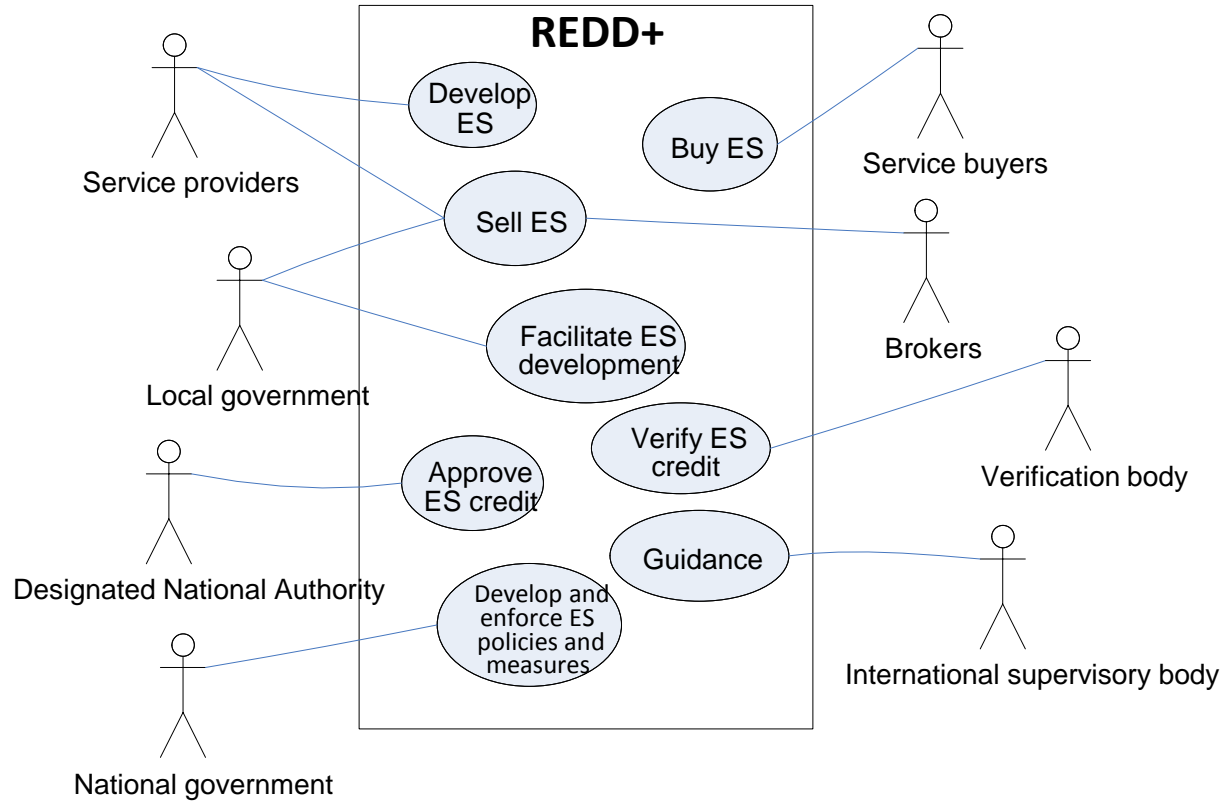 REDD+
Develop
ES
Buy ES
Service providers
Service buyers
Sell ES
Facilitate ES
development
Brokers
Local government
Verify ES
credit
Approve
ES credit
Verification body
Guidance
Designated National Authority
Develop and
enforce ES
policies and
measures
International supervisory body
National government